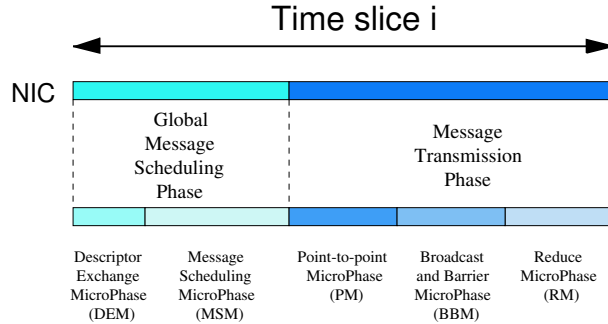 Time slice i
NIC
Global
Message
Scheduling
Phase
Message
Transmission
Phase
Descriptor
Exchange
MicroPhase
(DEM)
Message
Scheduling
MicroPhase
(MSM)
Point-to-point
MicroPhase
(PM)
Broadcast
and Barrier
MicroPhase
(BBM)
Reduce
MicroPhase
(RM)